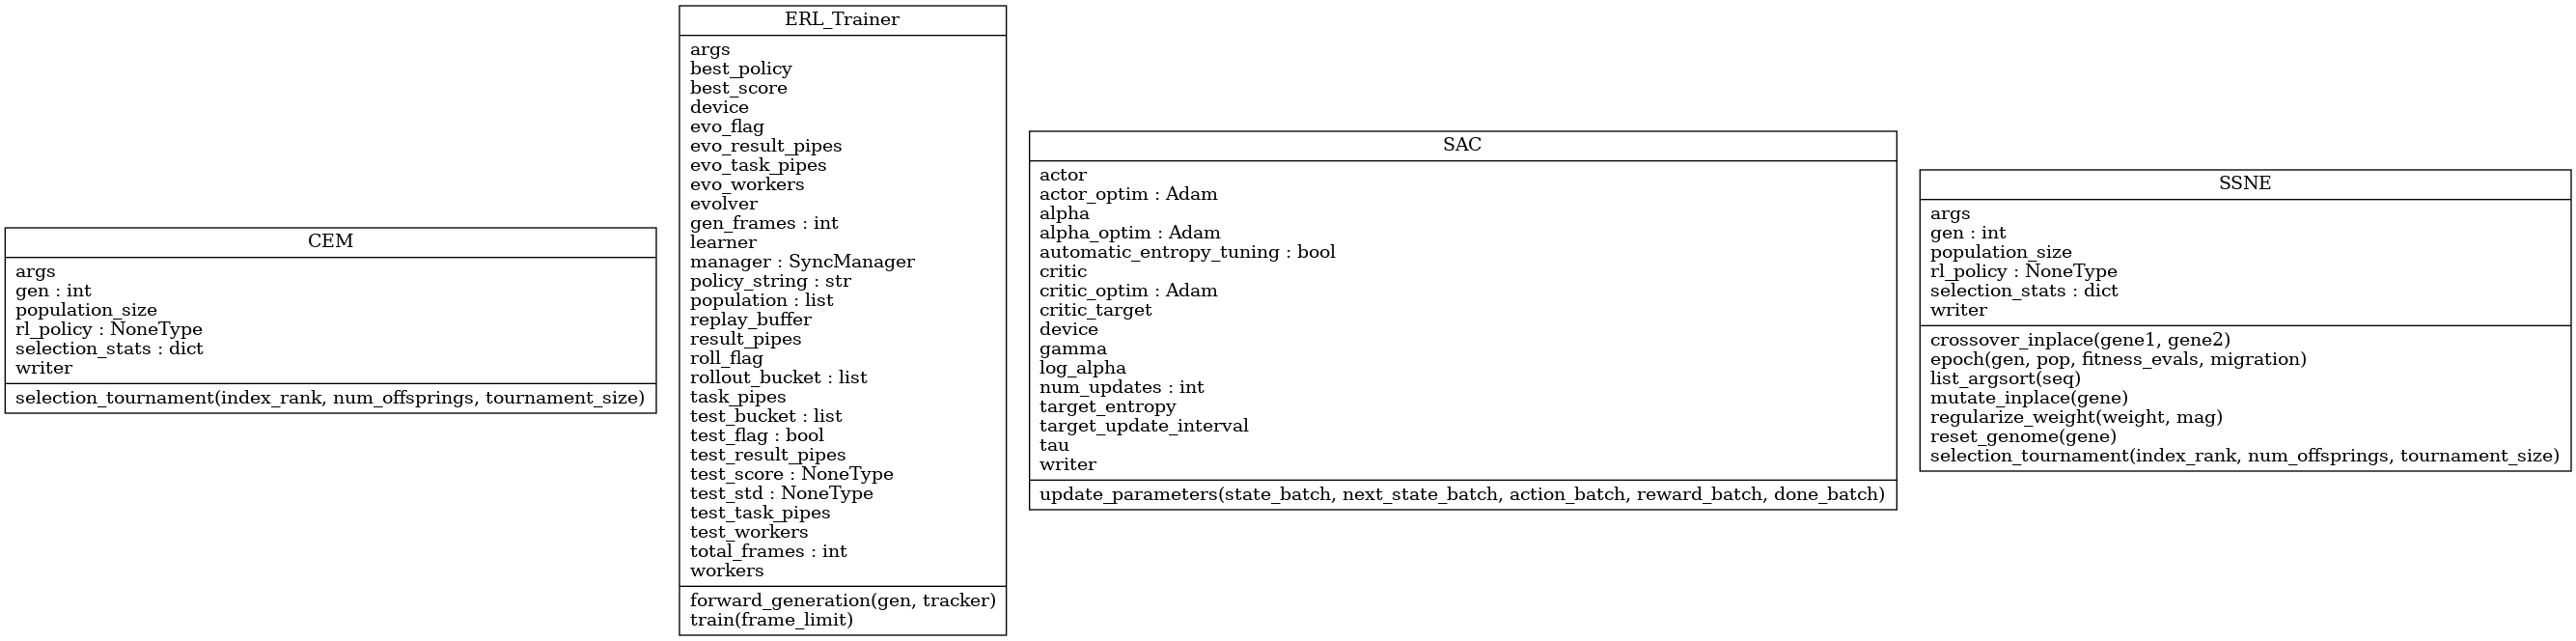 CEM
args
gen : int
population_size
rl_policy : NoneType
selection_stats : dict
writer
selection_tournament(index_rank, num_offsprings, tournament_size)
ERL_Trainer
args
best_policy
best_score
device
evo_flag
evo_result_pipes
evo_task_pipes
evo_workers
evolver
gen_frames : int
learner
manager : SyncManager
policy_string : str
population : list
replay_buffer
result_pipes
roll_flag
rollout_bucket : list
task_pipes
test_bucket : list
test_flag : bool
test_result_pipes
test_score : NoneType
test_std : NoneType
test_task_pipes
test_workers
total_frames : int
workers
forward_generation(gen, tracker)
train(frame_limit)
SAC
actor
actor_optim : Adam
alpha
alpha_optim : Adam
automatic_entropy_tuning : bool
critic
critic_optim : Adam
critic_target
device
gamma
log_alpha
num_updates : int
target_entropy
target_update_interval
tau
writer
update_parameters(state_batch, next_state_batch, action_batch, reward_batch, done_batch)
SSNE
args
gen : int
population_size
rl_policy : NoneType
selection_stats : dict
writer
crossover_inplace(gene1, gene2)
epoch(gen, pop, fitness_evals, migration)
list_argsort(seq)
mutate_inplace(gene)
regularize_weight(weight, mag)
reset_genome(gene)
selection_tournament(index_rank, num_offsprings, tournament_size)